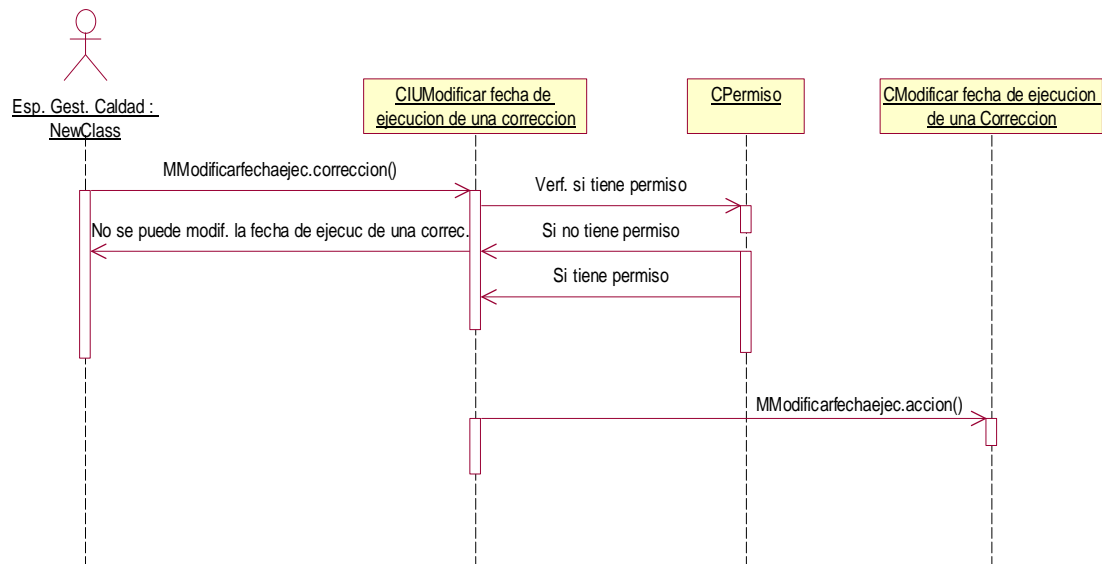 Esp. Gest. Caldad :
NewClass
CIUModificar fecha de
ejecucion de una correccion
CPermiso
CModificar fecha de ejecucion
de una Correccion
MModificarfechaejec.correccion()
Verf. si tiene permiso
No se puede modif. la fecha de ejecuc de una correc.
Si no tiene permiso
Si tiene permiso
MModificarfechaejec.accion()